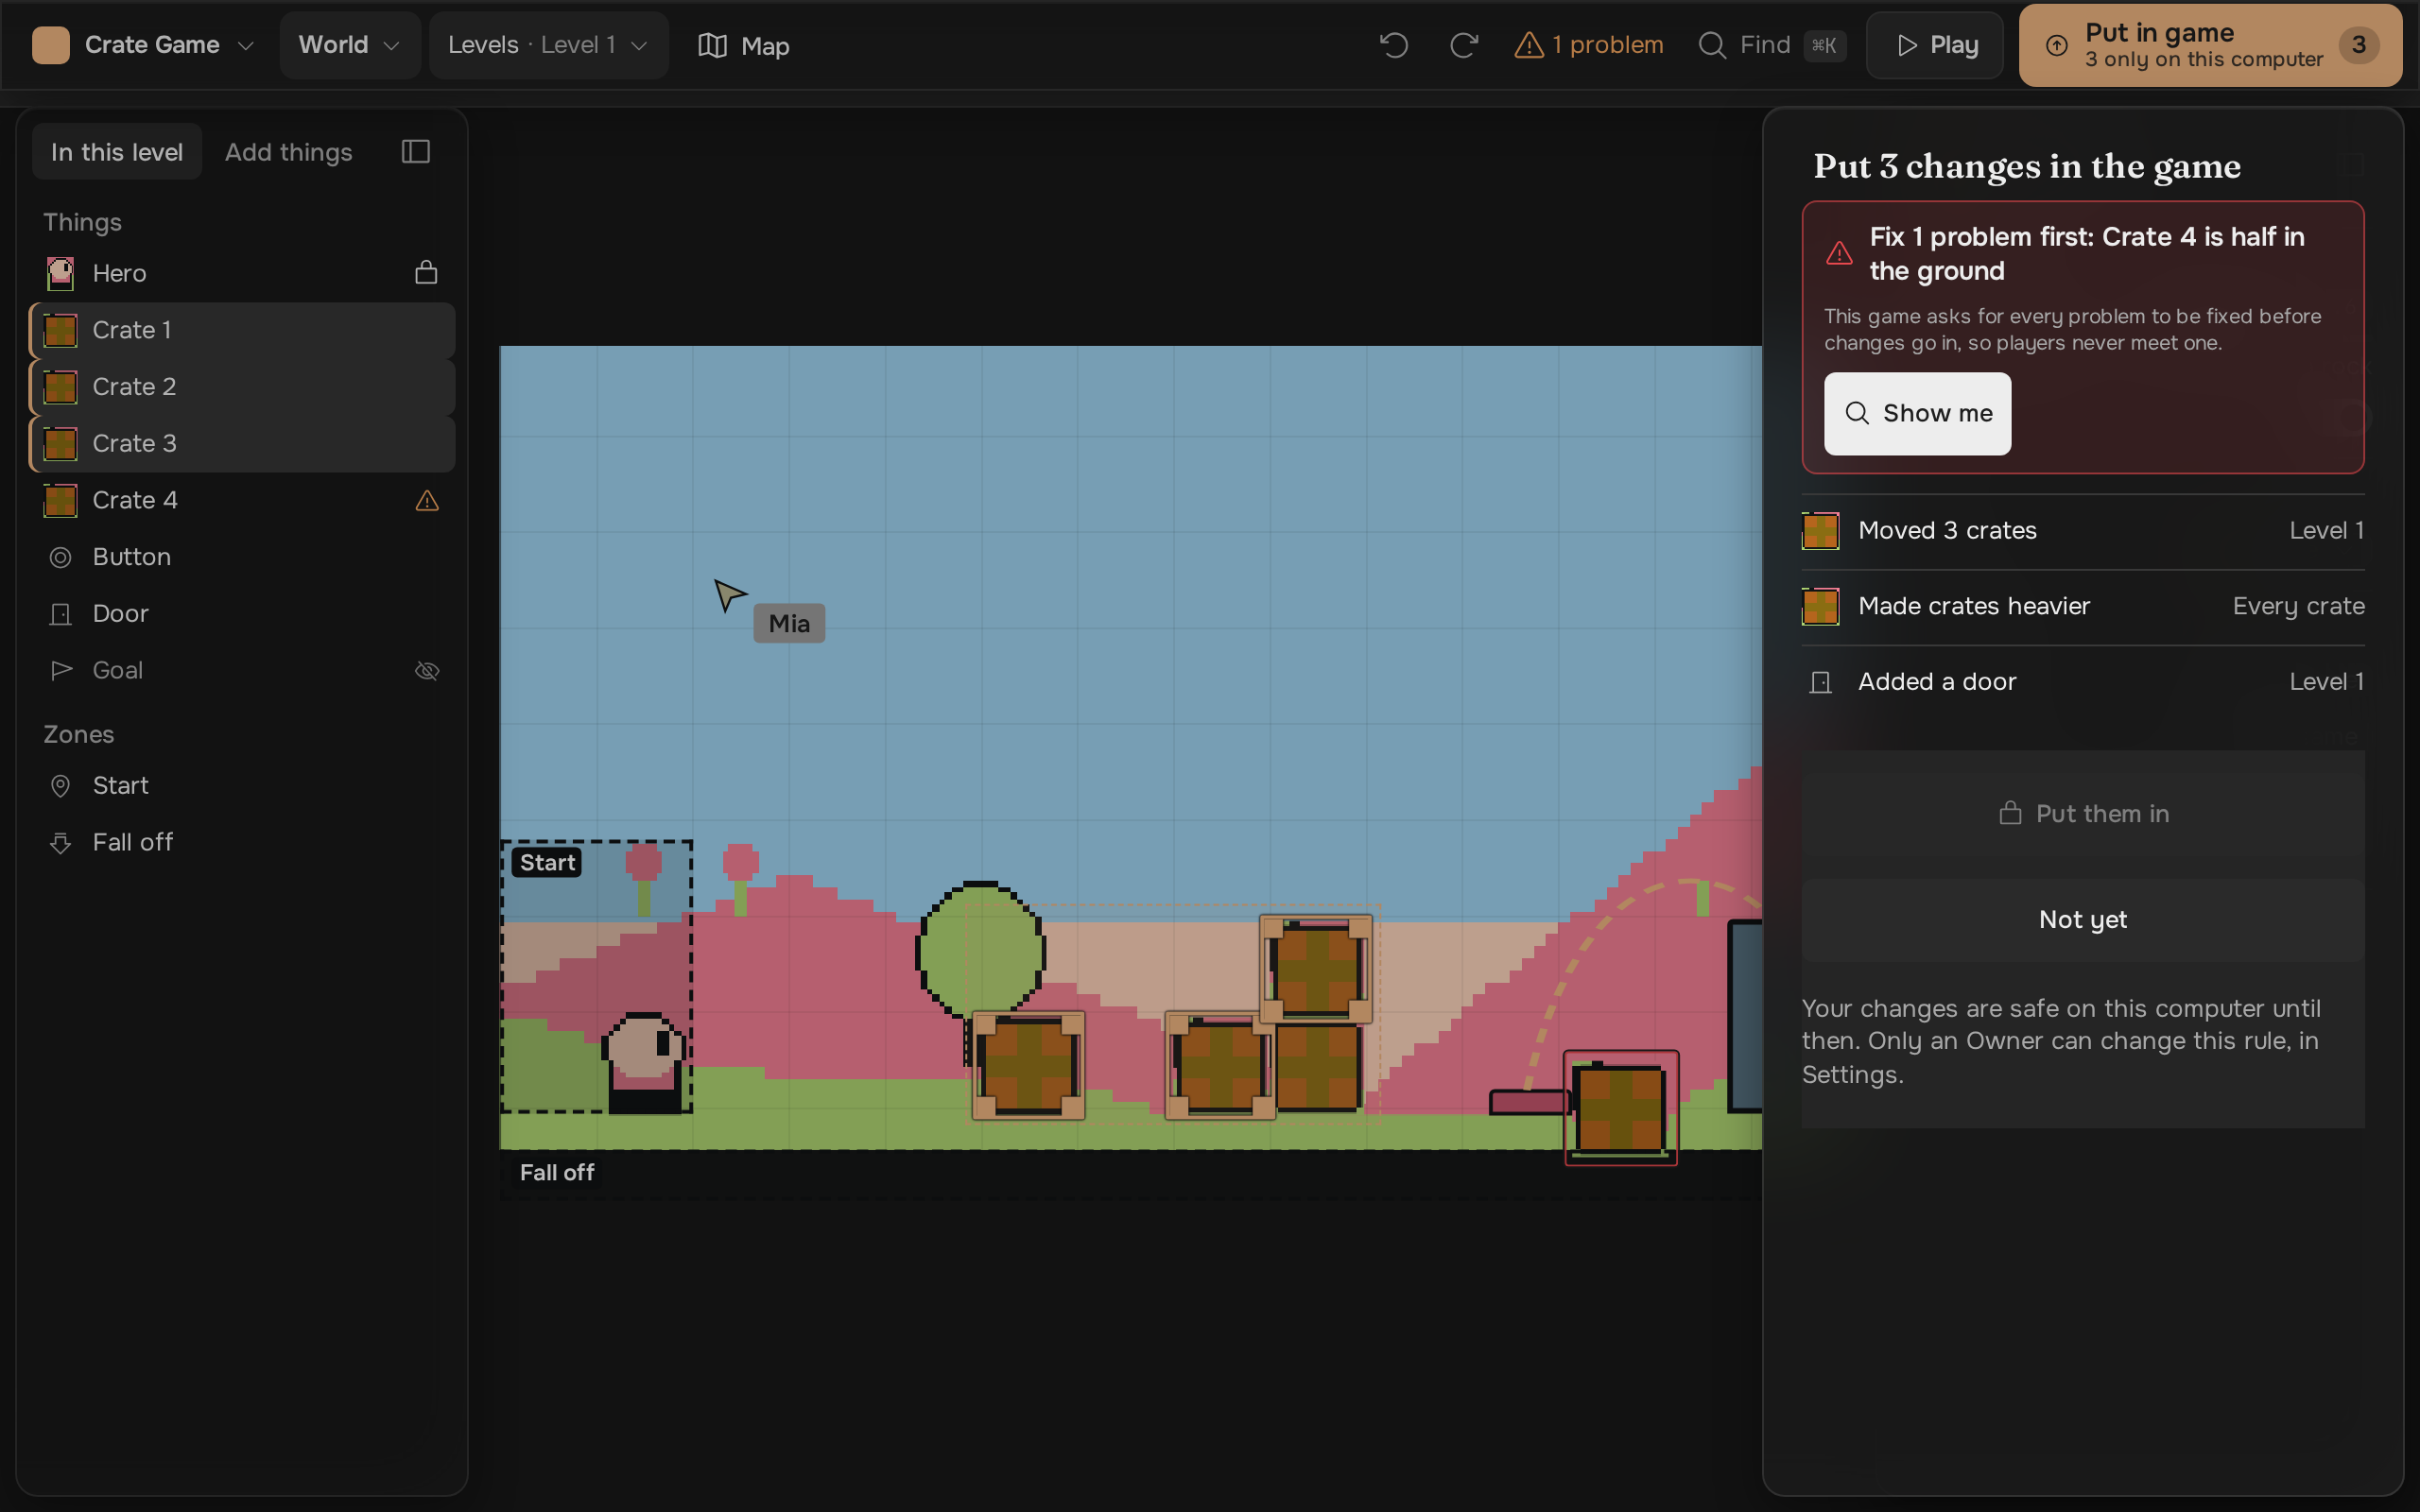 Crate Game
World
Levels · Level 1
Map
1 problem
Find ⌘K
Play
Put in game
3 only on this computer
3
In this level
Add things
Things
Hero
Crate 1
Crate 2
Crate 3
Crate 4
Button
Door
Goal
Zones
Start
Fall off
Mia
Start
Fall off
Put 3 changes in the game
Fix 1 problem first: Crate 4 is half in
the ground
This game asks for every problem to be fixed before
changes go in, so players never meet one.
Show me
Moved 3 crates Level 1
Made crates heavier Every crate
Added a door Level 1
Put them in
Not yet
Your changes are safe on this computer until
then. Only an Owner can change this rule, in
Settings.